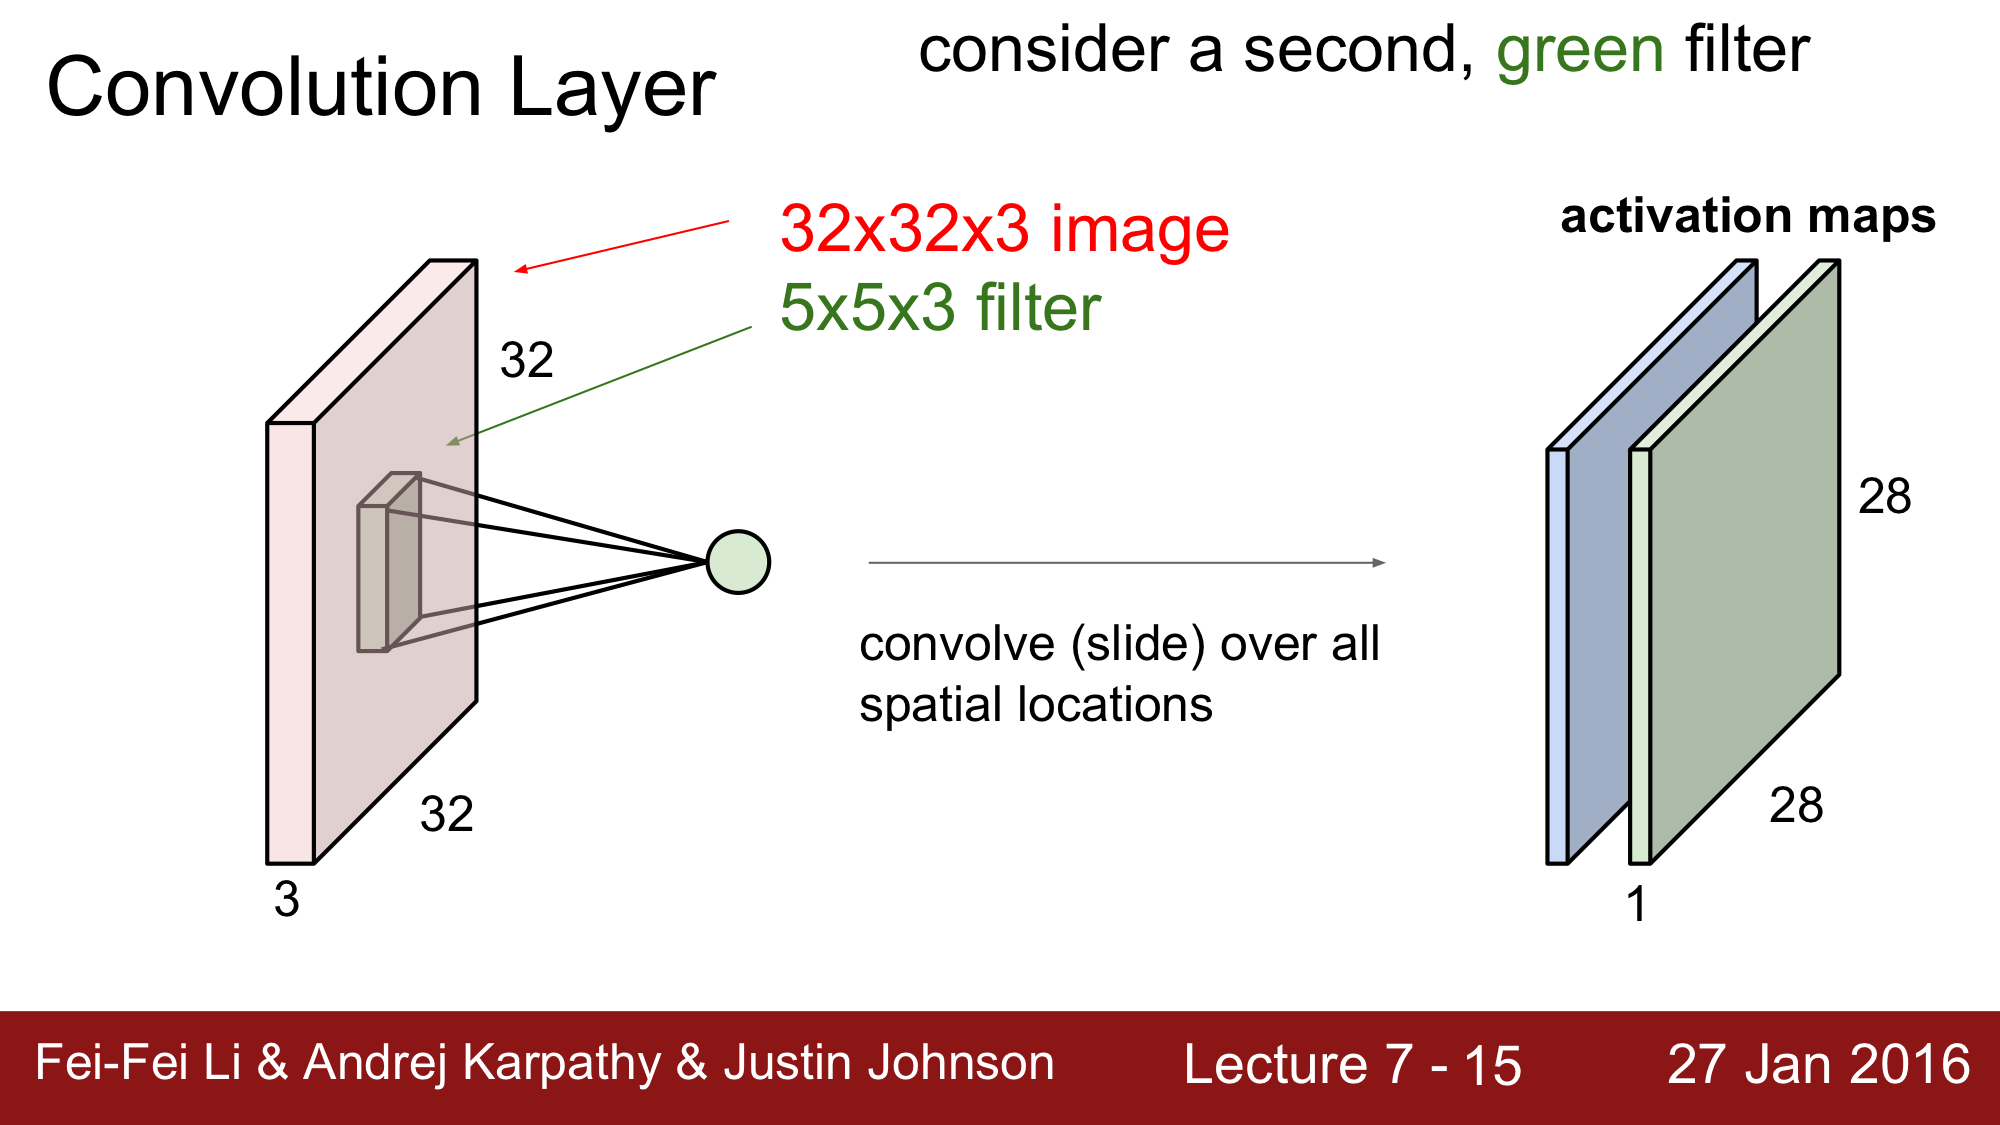 Convolution Layer
consider a second, green filter
32x32x3 image
5x5x3 filter
activation maps
32
32
3
convolve (slide) over all
spatial locations
28
28
1
Fei-Fei Li & Andrej Karpathy & Justin Johnson
Lecture 7 - 15
27 Jan 2016